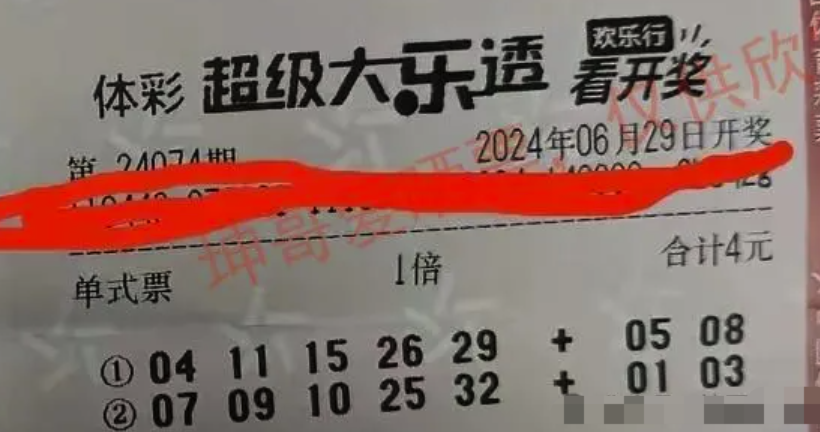 体彩 超级大乐透 欢乐行 看开奖
第 24074期 2024年06月29日开奖
坤哥爱晒票，仅供欣
单式票 1倍 合计4元
① 04 11 15 26 29 + 05 08
② 07 09 10 25 32 + 01 03